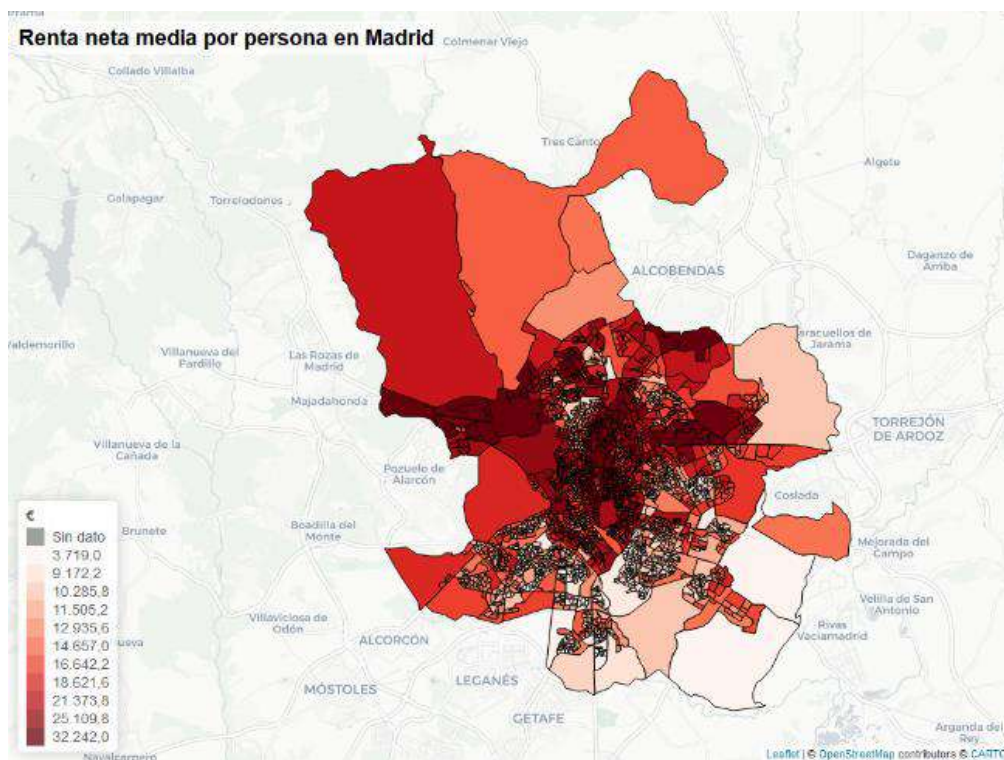 Renta neta media por persona en Madrid
Colmenar Viejo
Collado Villalba
Tres Canto
Algete
Galapagar
Torrelodones
Daganzo de
Arriba
ALCOBENDAS
aracuellos de
Jarama
Valdemorillo
Villanueva del
Pardillo
Las Rozas de
Madrid
Majadahonda
TORREJÓN
DE ARDOZ
Villanueva de la
Cañada
Pozuelo de
Alarcón
Coslada
€
Sin dato
3.719,0
9.172,2
10.285,8
11.505,2
12.935,6
14.657,0
16.642,2
18.621,6
21.373,8
25.109,8
32.242,0
Brunete
Boadilla del
Monte
Mejorada del
Campo
Velilla de San
Antonio
Villaviciosa de
Odón
Rivas
Vaciamadrid
ueva
ALCORCÓN
LEGANÉS
MÓSTOLES
GETAFE
Arganda del
Rey
Navalcarnero
Leaflet | © OpenStreetMap contributors © CARTO